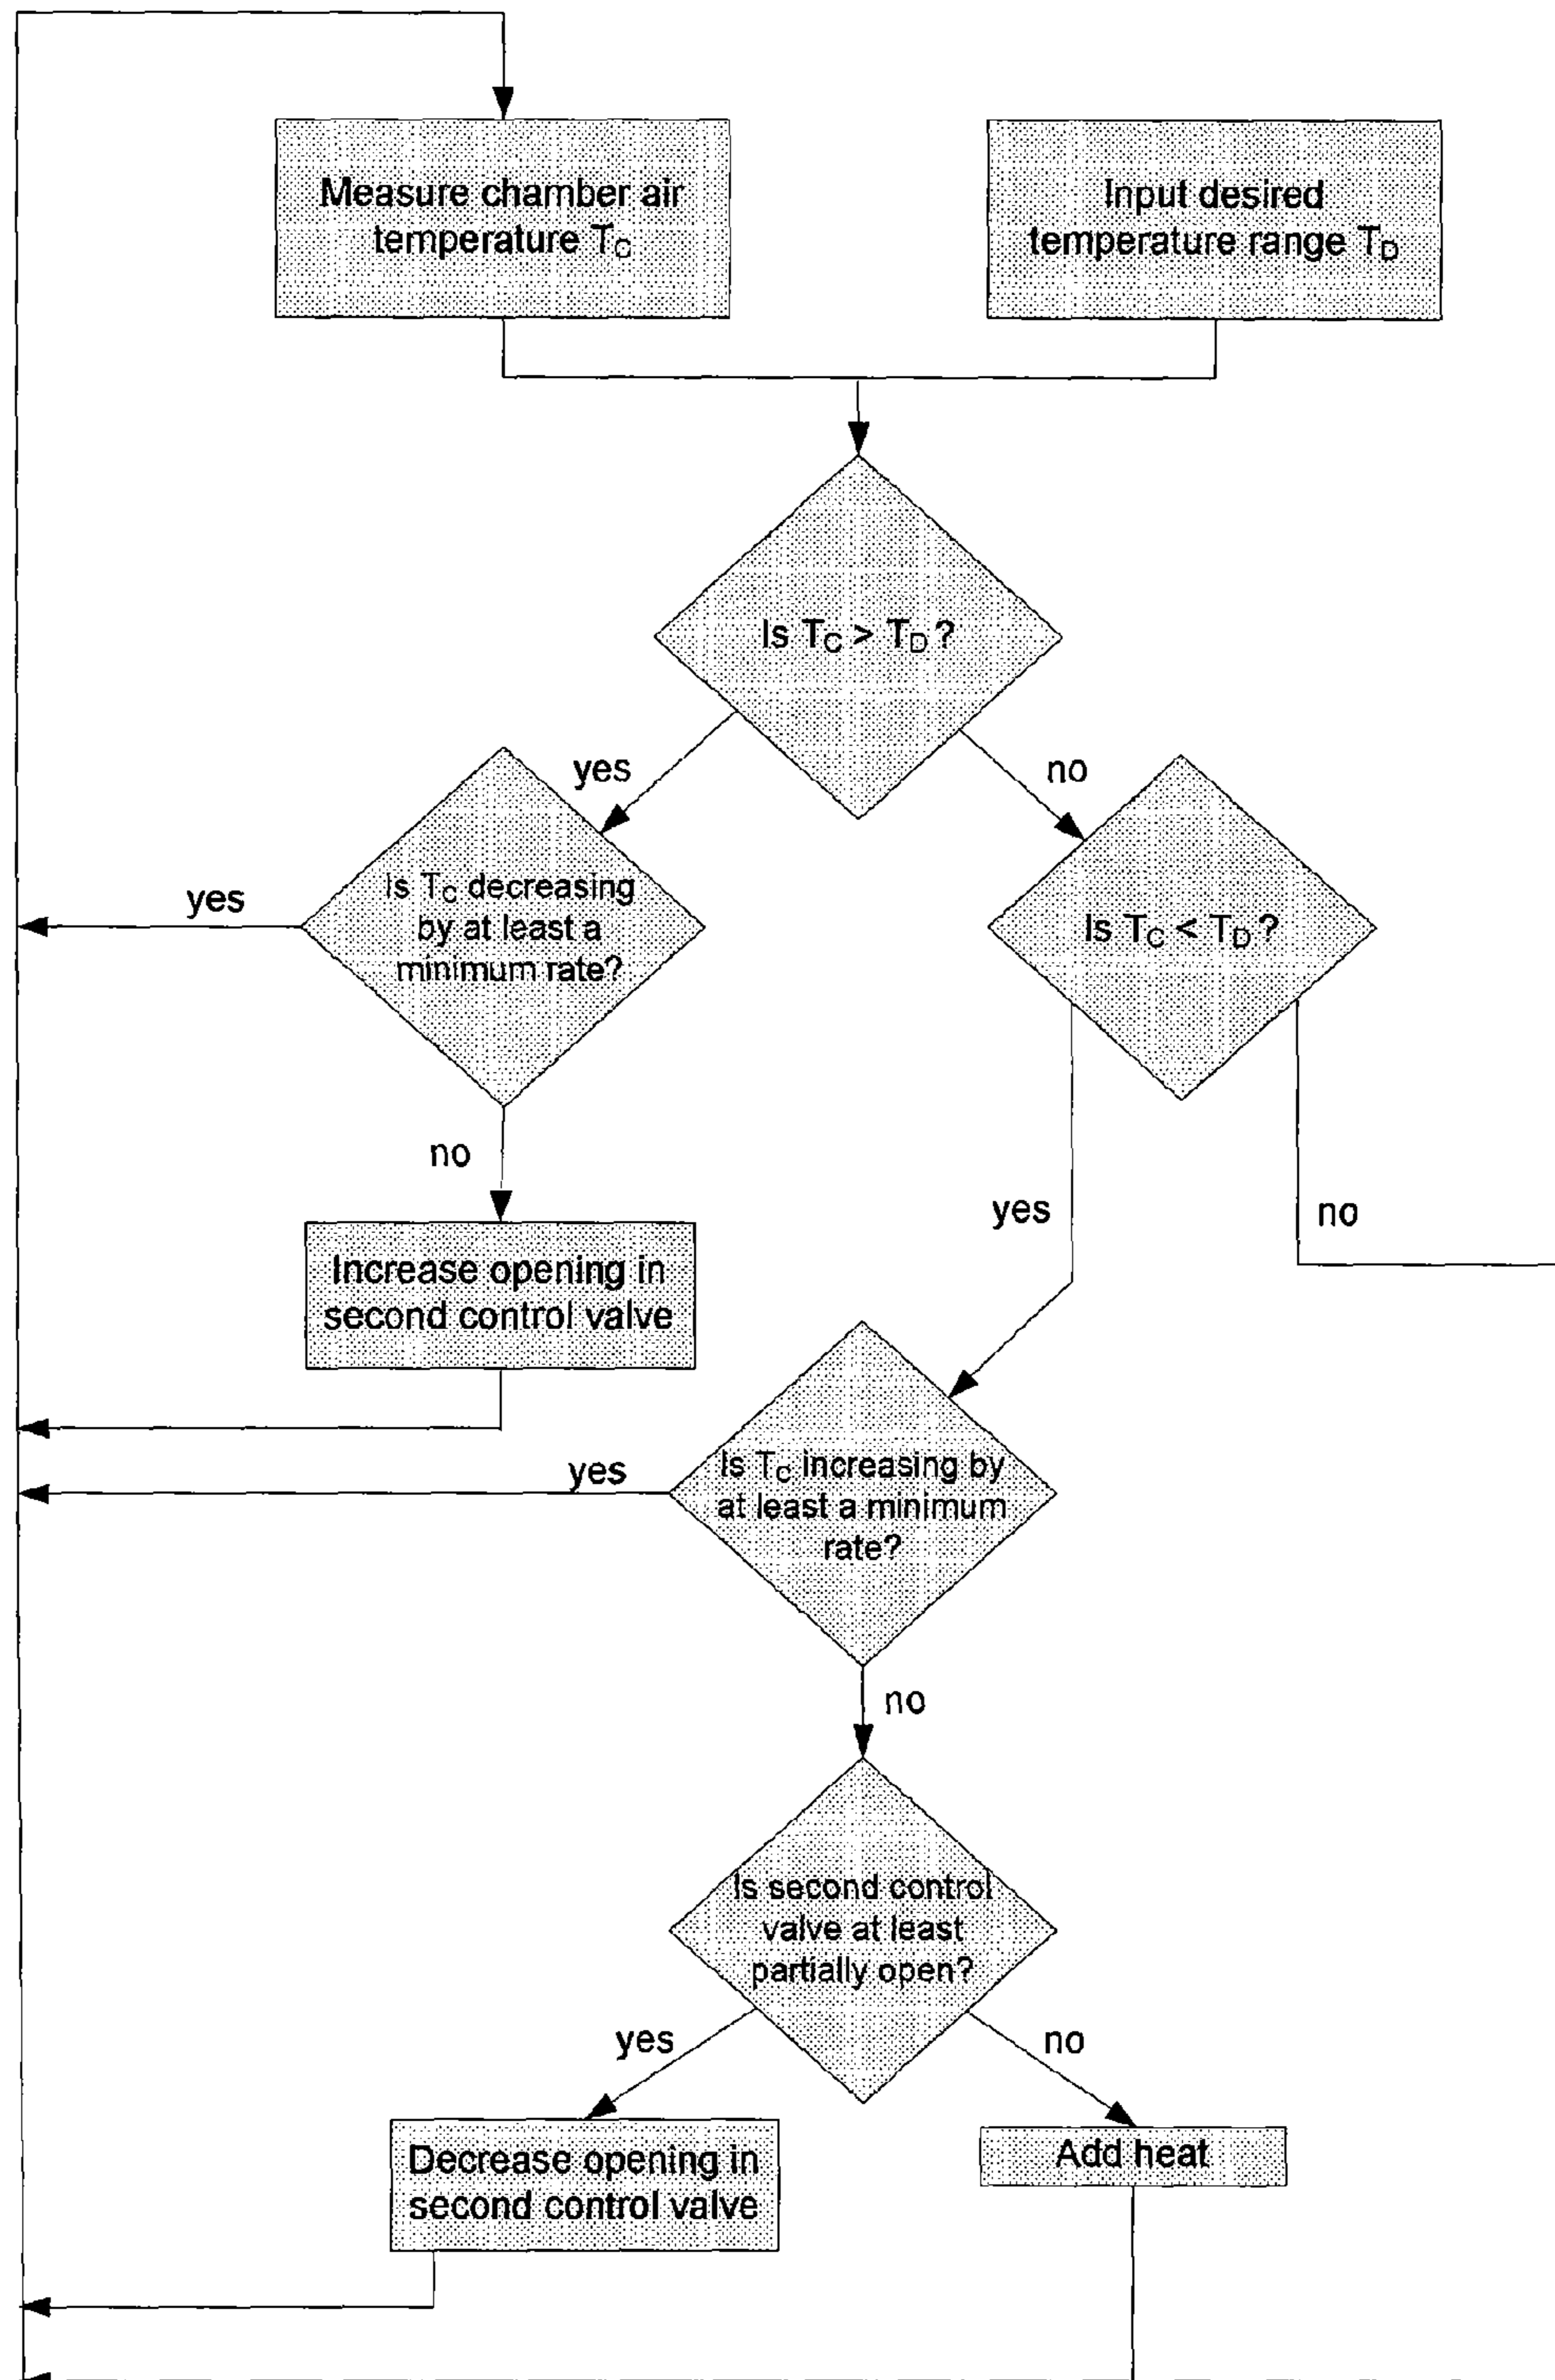 Measure chamber air
temperature TC
Input desired
temperature range TD
Is TC > TD ?
yes
no
Is TC decreasing
by at least a
minimum rate?
yes
Is TC < TD ?
no
yes
no
Increase opening in
second control valve
Is TC increasing by
at least a minimum
rate?
yes
no
Is second control
valve at least
partially open?
yes
no
Decrease opening in
second control valve
Add heat